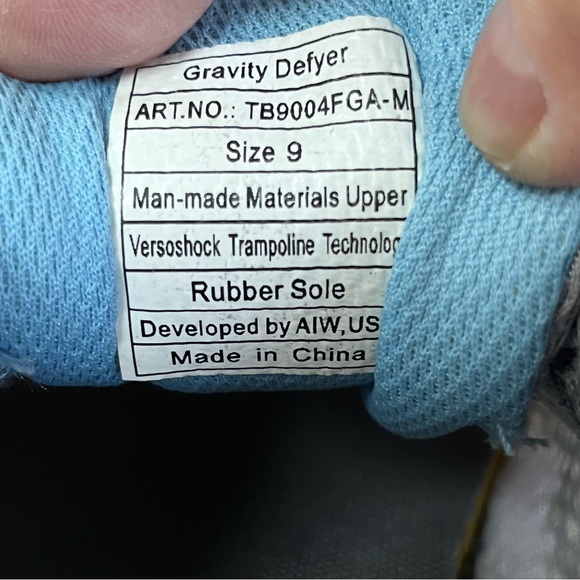 Gravity Defyer
ART.NO.: TB9004FGA-M
Size 9
Man-made Materials Upper
Versoshock Trampoline Technolog
Rubber Sole
Developed by AIW,US
Made in China